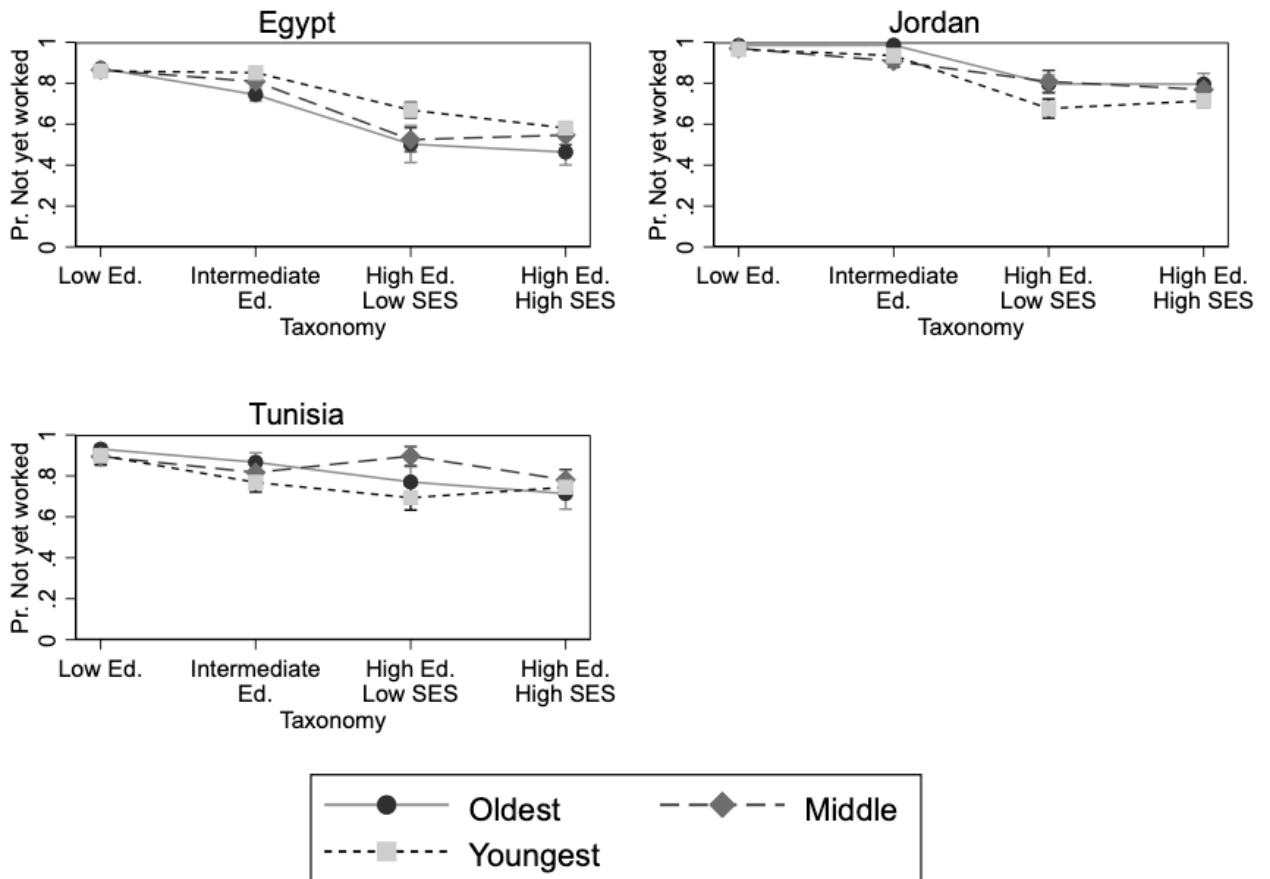 Egypt
Pr. Not yet worked
0 .2 .4 .6 .8 1
Low Ed. Intermediate Ed. High Ed. Low SES High Ed. High SES
Taxonomy
Jordan
Pr. Not yet worked
0 .2 .4 .6 .8 1
Low Ed. Intermediate Ed. High Ed. Low SES High Ed. High SES
Taxonomy
Tunisia
Pr. Not yet worked
0 .2 .4 .6 .8 1
Low Ed. Intermediate Ed. High Ed. Low SES High Ed. High SES
Taxonomy
Oldest Middle
Youngest